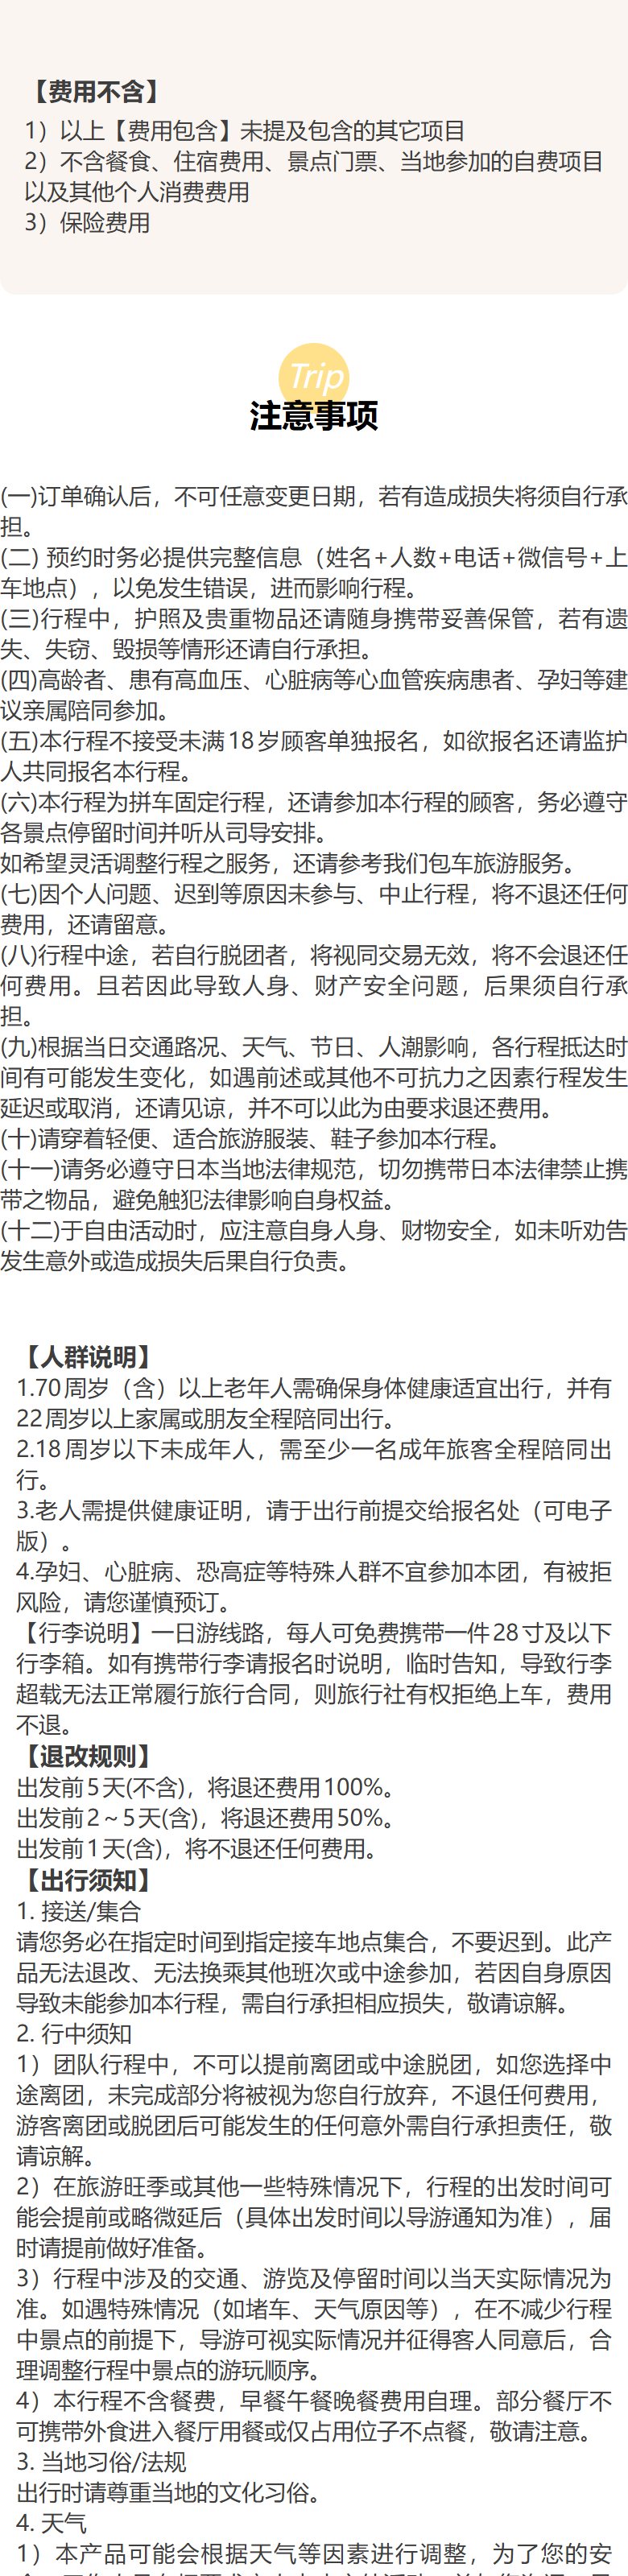 【费用不含】
1）以上【费用包含】未提及包含的其它项目
2）不含餐食、住宿费用、景点门票、当地参加的自费项目
以及其他个人消费费用
3）保险费用
Trip
注意事项
(一)订单确认后，不可任意变更日期，若有造成损失将须自行承
担。
(二) 预约时务必提供完整信息（姓名+人数+电话+微信号+上
车地点），以免发生错误，进而影响行程。
(三)行程中，护照及贵重物品还请随身携带妥善保管，若有遗
失、失窃、毁损等情形还请自行承担。
(四)高龄者、患有高血压、心脏病等心血管疾病患者、孕妇等建
议亲属陪同参加。
(五)本行程不接受未满18岁顾客单独报名，如欲报名还请监护
人共同报名本行程。
(六)本行程为拼车固定行程，还请参加本行程的顾客，务必遵守
各景点停留时间并听从司导安排。
如希望灵活调整行程之服务，还请参考我们包车旅游服务。
(七)因个人问题、迟到等原因未参与、中止行程，将不退还任何
费用，还请留意。
(八)行程中途，若自行脱团者，将视同交易无效，将不会退还任
何费用。且若因此导致人身、财产安全问题，后果须自行承
担。
(九)根据当日交通路况、天气、节日、人潮影响，各行程抵达时
间有可能发生变化，如遇前述或其他不可抗力之因素行程发生
延迟或取消，还请见谅，并不可以此为由要求退还费用。
(十)请穿着轻便、适合旅游服装、鞋子参加本行程。
(十一)请务必遵守日本当地法律规范，切勿携带日本法律禁止携
带之物品，避免触犯法律影响自身权益。
(十二)于自由活动时，应注意自身人身、财物安全，如未听劝告
发生意外或造成损失后果自行负责。
【人群说明】
1.70周岁（含）以上老年人需确保身体健康适宜出行，并有
22周岁以上家属或朋友全程陪同出行。
2.18周岁以下未成年人，需至少一名成年旅客全程陪同出
行。
3.老人需提供健康证明，请于出行前提交给报名处（可电子
版）。
4.孕妇、心脏病、恐高症等特殊人群不宜参加本团，有被拒
风险，请您谨慎预订。
【行李说明】一日游线路，每人可免费携带一件28寸及以下
行李箱。如有携带行李请报名时说明，临时告知，导致行李
超载无法正常履行旅行合同，则旅行社有权拒绝上车，费用
不退。
【退改规则】
出发前5天(不含)，将退还费用100%。
出发前2~5天(含)，将退还费用50%。
出发前1天(含)，将不退还任何费用。
【出行须知】
1. 接送/集合
请您务必在指定时间到指定接车地点集合，不要迟到。此产
品无法退改、无法换乘其他班次或中途参加，若因自身原因
导致未能参加本行程，需自行承担相应损失，敬请谅解。
2. 行中须知
1）团队行程中，不可以提前离团或中途脱团，如您选择中
途离团，未完成部分将被视为您自行放弃，不退任何费用，
游客离团或脱团后可能发生的任何意外需自行承担责任，敬
请谅解。
2）在旅游旺季或其他一些特殊情况下，行程的出发时间可
能会提前或略微延后（具体出发时间以导游通知为准），届
时请提前做好准备。
3）行程中涉及的交通、游览及停留时间以当天实际情况为
准。如遇特殊情况（如堵车、天气原因等），在不减少行程
中景点的前提下，导游可视实际情况并征得客人同意后，合
理调整行程中景点的游玩顺序。
4）本行程不含餐费，早餐午餐晚餐费用自理。部分餐厅不
可携带外食进入餐厅用餐或仅占用位子不点餐，敬请注意。
3. 当地习俗/法规
出行时请尊重当地的文化习俗。
4. 天气
1）本产品可能会根据天气等因素进行调整，为了您的安